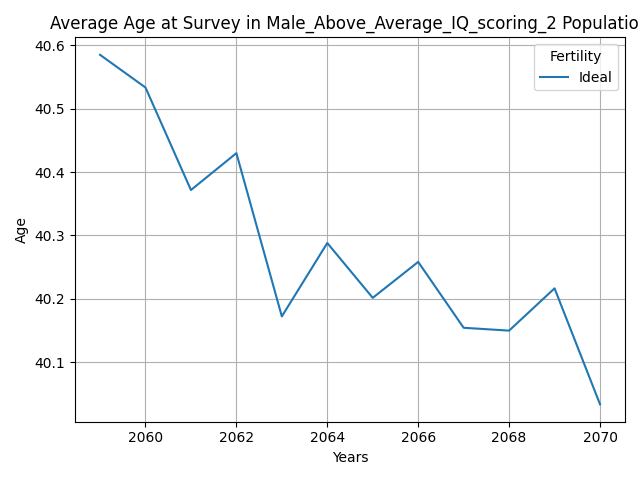 Average Age at Survey in Male_Above_Average_IQ_scoring_2 Populatio
Fertility
Ideal
Age
40.6
40.5
40.4
40.3
40.2
40.1
2060 2062 2064 2066 2068 2070
Years